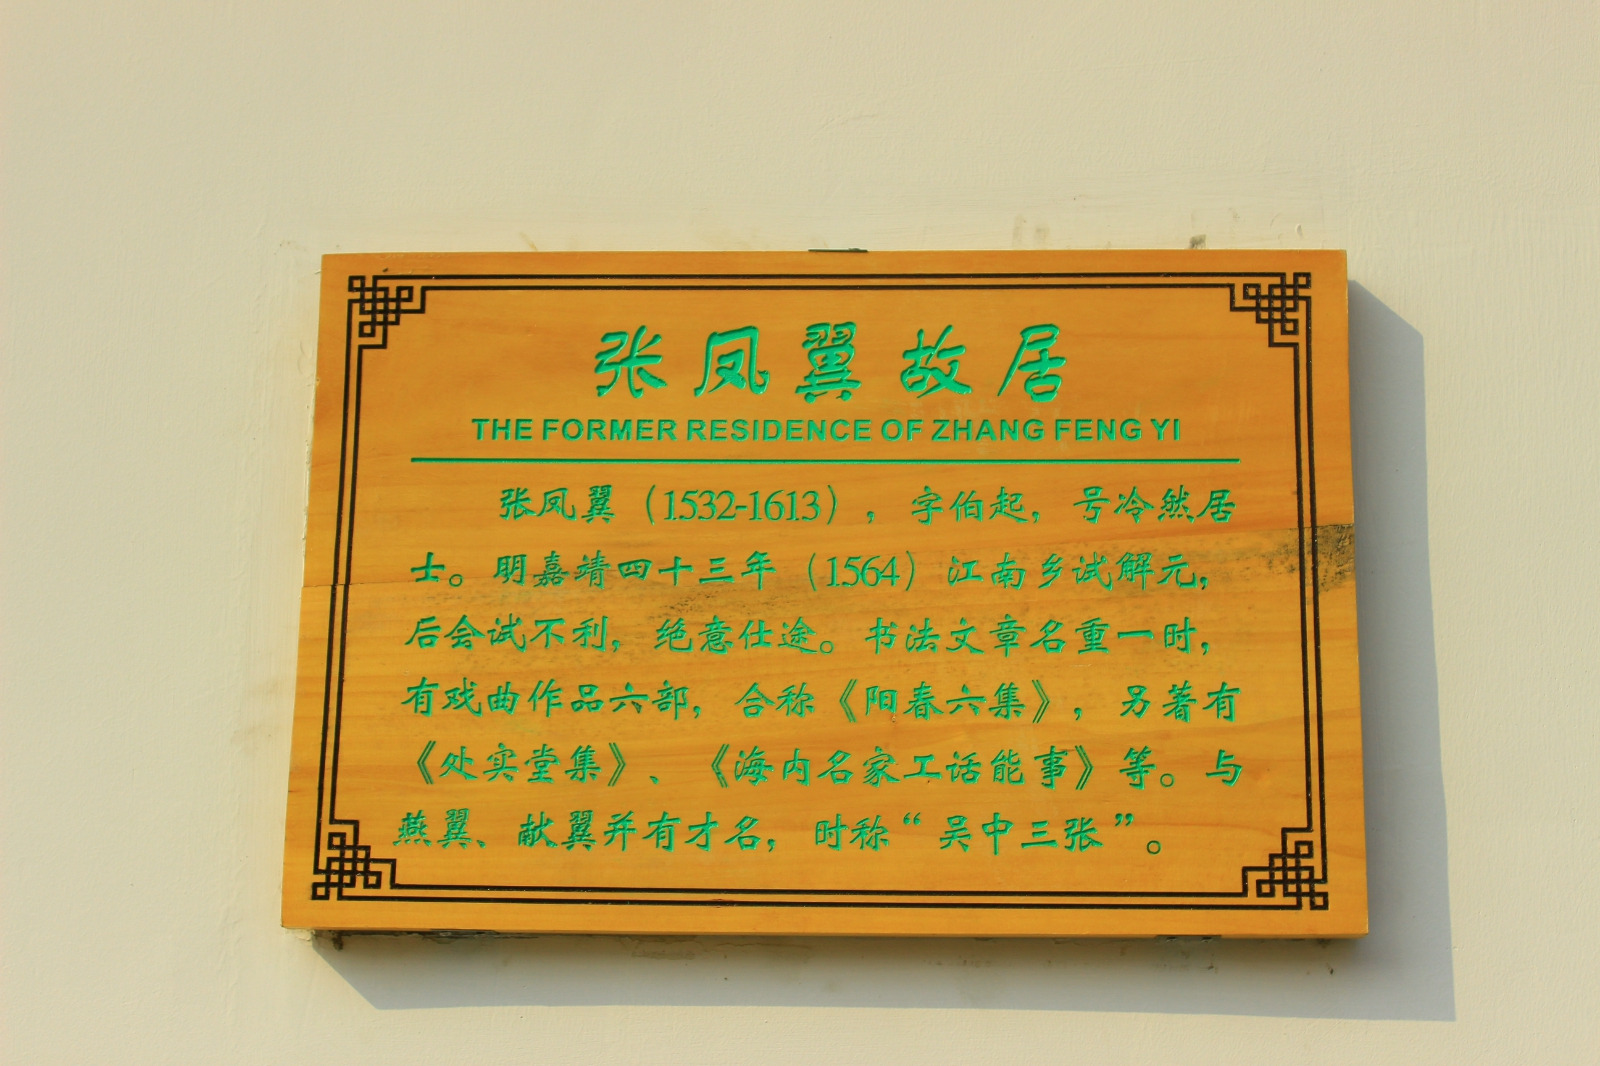 张凤翼故居
THE FORMER RESIDENCE OF ZHANG FENG YI
张凤翼（1532-1613），字伯起，号冷然居
士。明嘉靖四十三年（1564）江南乡试解元，
后会试不利，绝意仕途。书法文章名重一时，
有戏曲作品六部，合称《阳春六集》，另著有
《处实堂集》、《海内名家工话能事》等。与
燕翼、献翼并有才名，时称“吴中三张”。